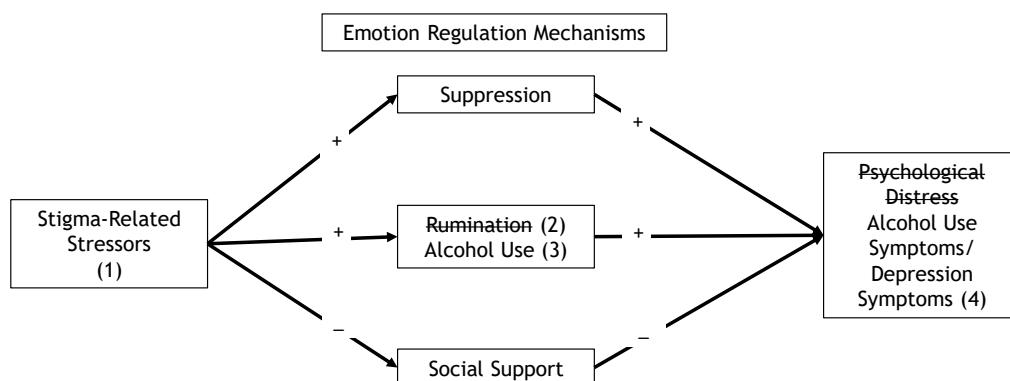 Emotion Regulation Mechanisms
Suppression
+
+
Stigma-Related
Stressors
(1)
+
Rumination (2)
Alcohol Use (3)
+
Psychological
Distress
Alcohol Use
Symptoms/
Depression
Symptoms (4)
–
–
Social Support